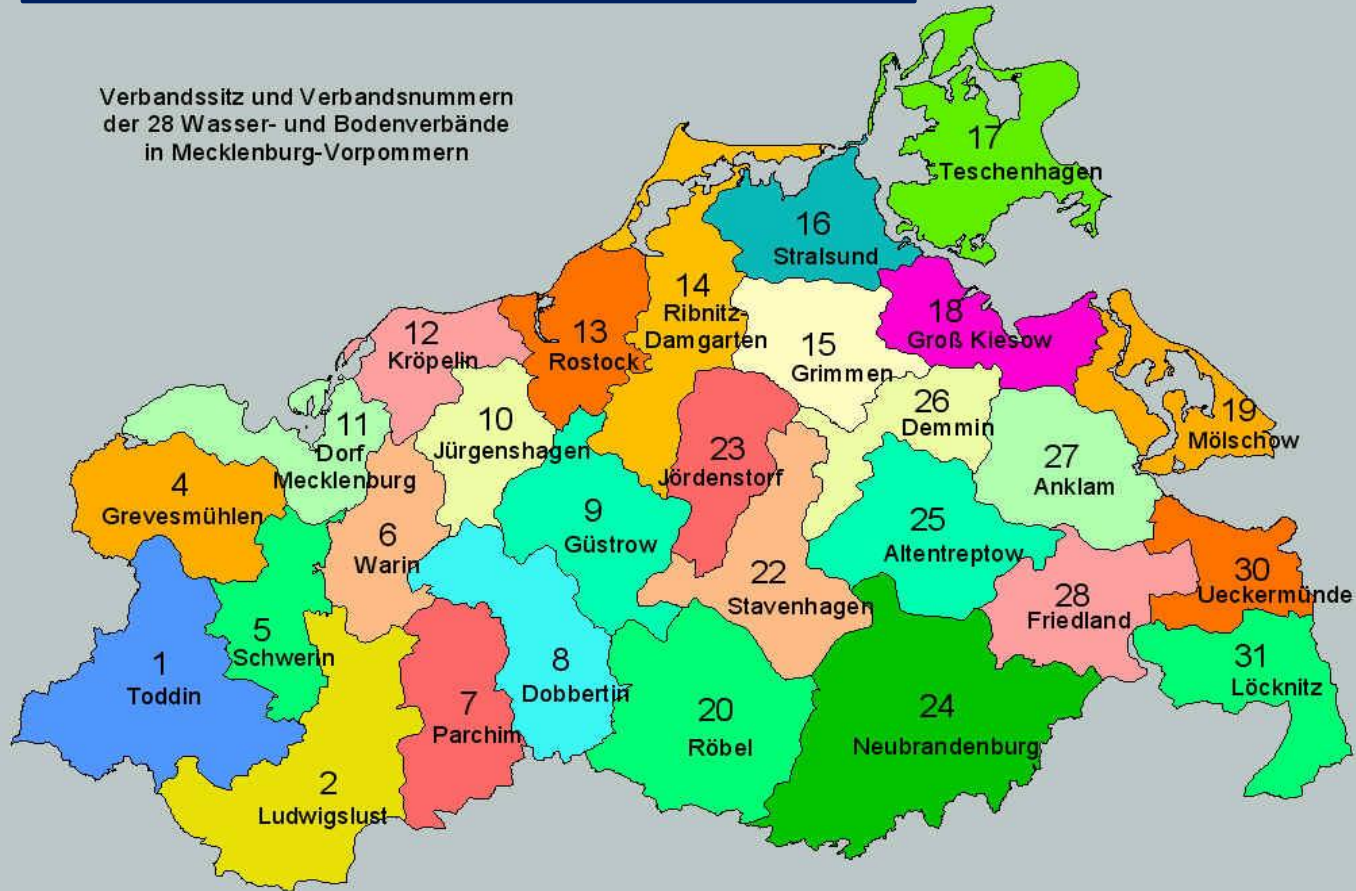 Verbandssitz und Verbandsnummern
der 28 Wasser- und Bodenverbände
in Mecklenburg-Vorpommern
17
Teschenhagen
16
Stralsund
14
Ribnitz-
Damgarten
18
Groß Kiesow
12
Kröpelin
13
Rostock
15
Grimmen
19
Mölschow
26
Demmin
10
Jürgenshagen
11
Dorf
Mecklenburg
23
Jördenstorf
27
Anklam
4
Grevesmühlen
9
Güstrow
25
Altentreptow
6
Warin
22
Stavenhagen
28
Friedland
30
Ueckermünde
5
Schwerin
1
Toddin
8
Dobbertin
31
Löcknitz
7
Parchim
20
Röbel
24
Neubrandenburg
2
Ludwigslust